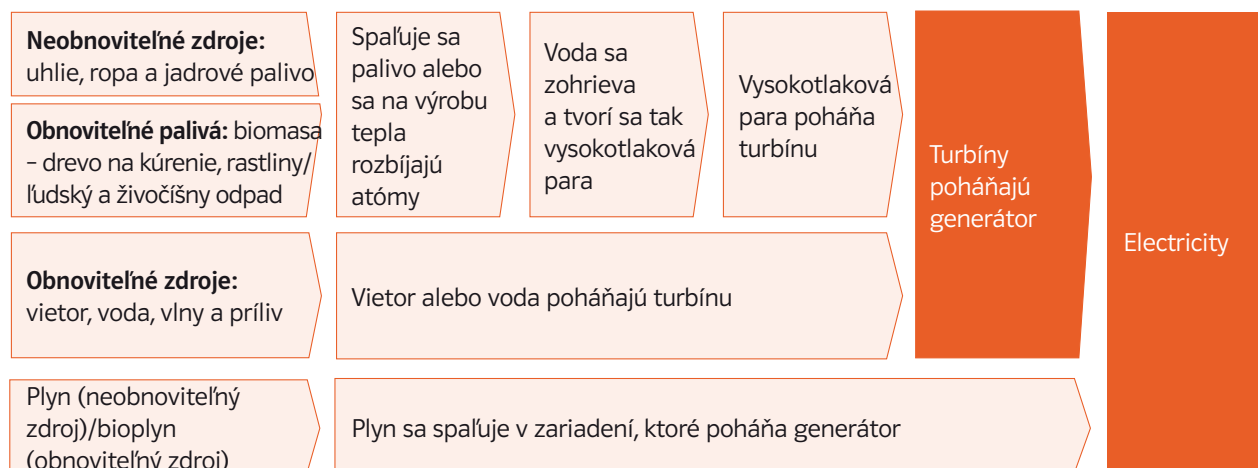 Neobnoviteľné zdroje:
uhlie, ropa a jadrové palivo
Obnoviteľné palivá: biomasa
– drevo na kúrenie, rastliny/
ľudský a živočíšny odpad
Spaľuje sa
palivo alebo
sa na výrobu
tepla
rozbíjajú
atómy
Voda sa
zohrieva
a tvorí sa tak
vysokotlaková
para
Vysokotlaková
para poháňa
turbínu
Obnoviteľné zdroje:
vietor, voda, vlny a príliv
Vietor alebo voda poháňajú turbínu
Turbíny
poháňajú
generátor
Plyn (neobnoviteľný
zdroj)/bioplyn
(obnoviteľný zdroj)
Plyn sa spaľuje v zariadení, ktoré poháňa generátor
Electricity